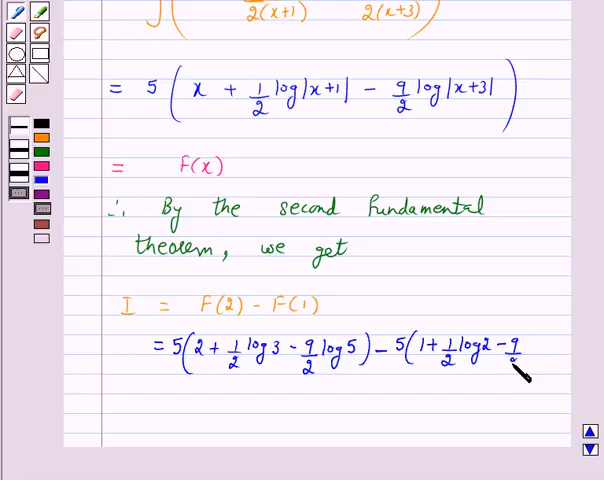 ∫( 2(x+1) 2(x+3) )
= 5 ( x + 1/2 log|x+1| - 9/2 log|x+3| )
= F(x)
∴ By the second fundamental
theorem, we get
I = F(2) - F(1)
= 5(2 + 1/2 log 3 - 9/2 log 5) - 5(1 + 1/2 log 2 - 9/2